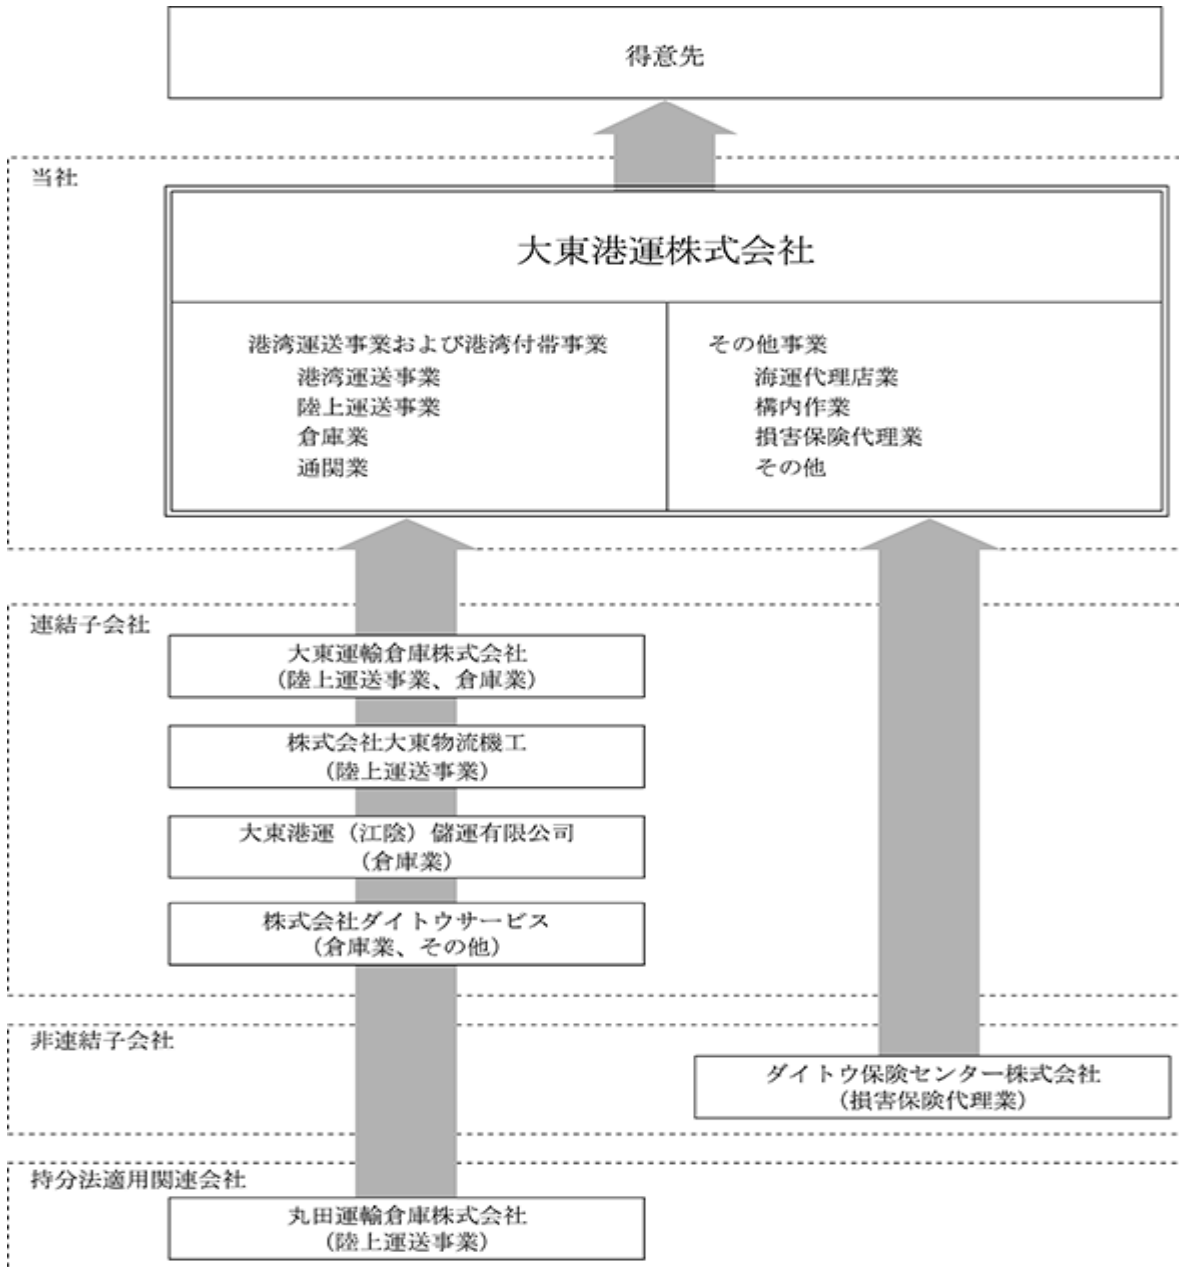 得意先
当社
大東港運株式会社
港湾運送事業および港湾付帯事業
港湾運送事業
陸上運送事業
倉庫業
通関業
その他事業
海運代理店業
構内作業
損害保険代理業
その他
連結子会社
大東運輸倉庫株式会社
(陸上運送事業、倉庫業)
株式会社大東物流機工
(陸上運送事業)
大東港運(江陰)儲運有限公司
(倉庫業)
株式会社ダイトウサービス
(倉庫業、その他)
非連結子会社
ダイトウ保険センター株式会社
(損害保険代理業)
持分法適用関連会社
丸田運輸倉庫株式会社
(陸上運送事業)